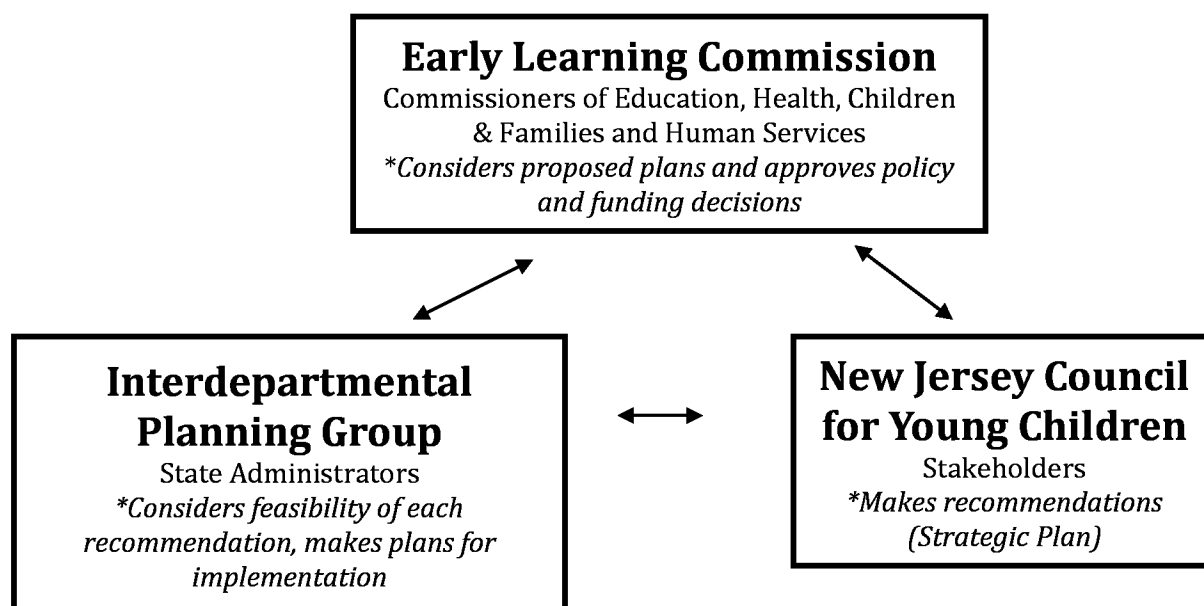 Early Learning Commission
Commissioners of Education, Health, Children
& Families and Human Services
*Considers proposed plans and approves policy
and funding decisions
Interdepartmental
Planning Group
State Administrators
*Considers feasibility of each
recommendation, makes plans for
implementation
New Jersey Council
for Young Children
Stakeholders
*Makes recommendations
(Strategic Plan)